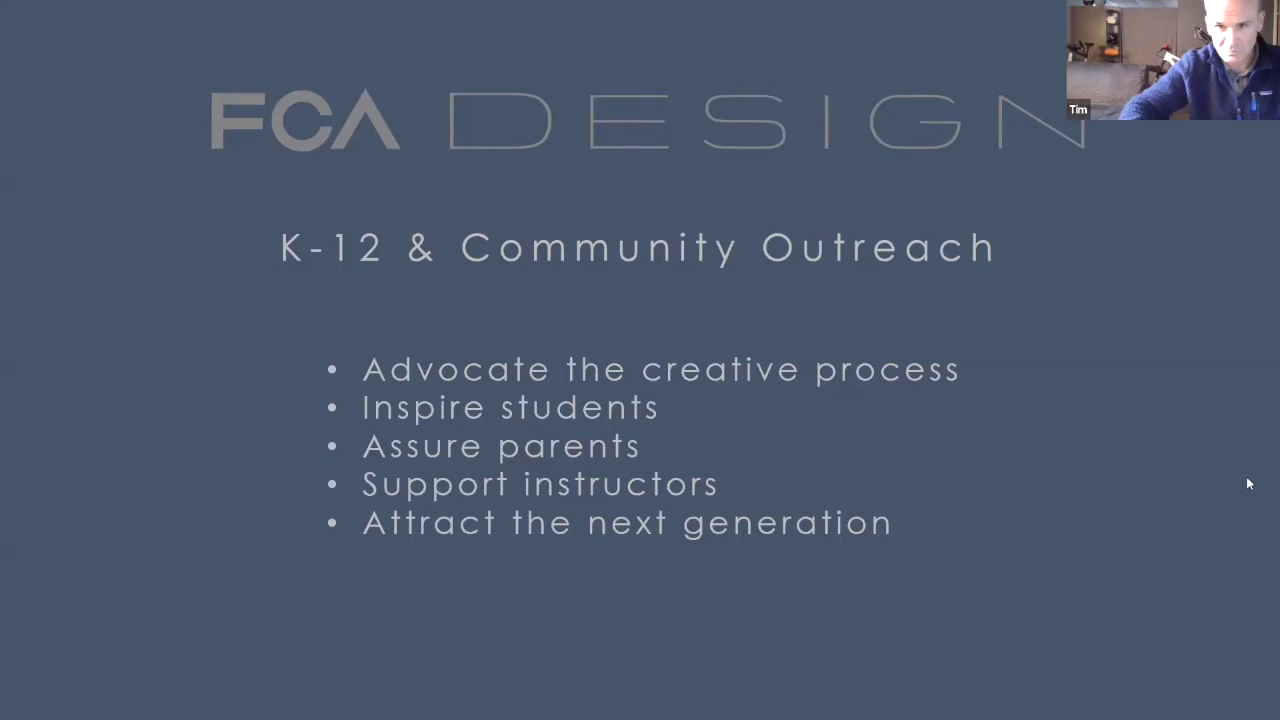 FCA DESIGN
Tim
K-12 & Community Outreach
• Advocate the creative process
• Inspire students
• Assure parents
• Support instructors
• Attract the next generation